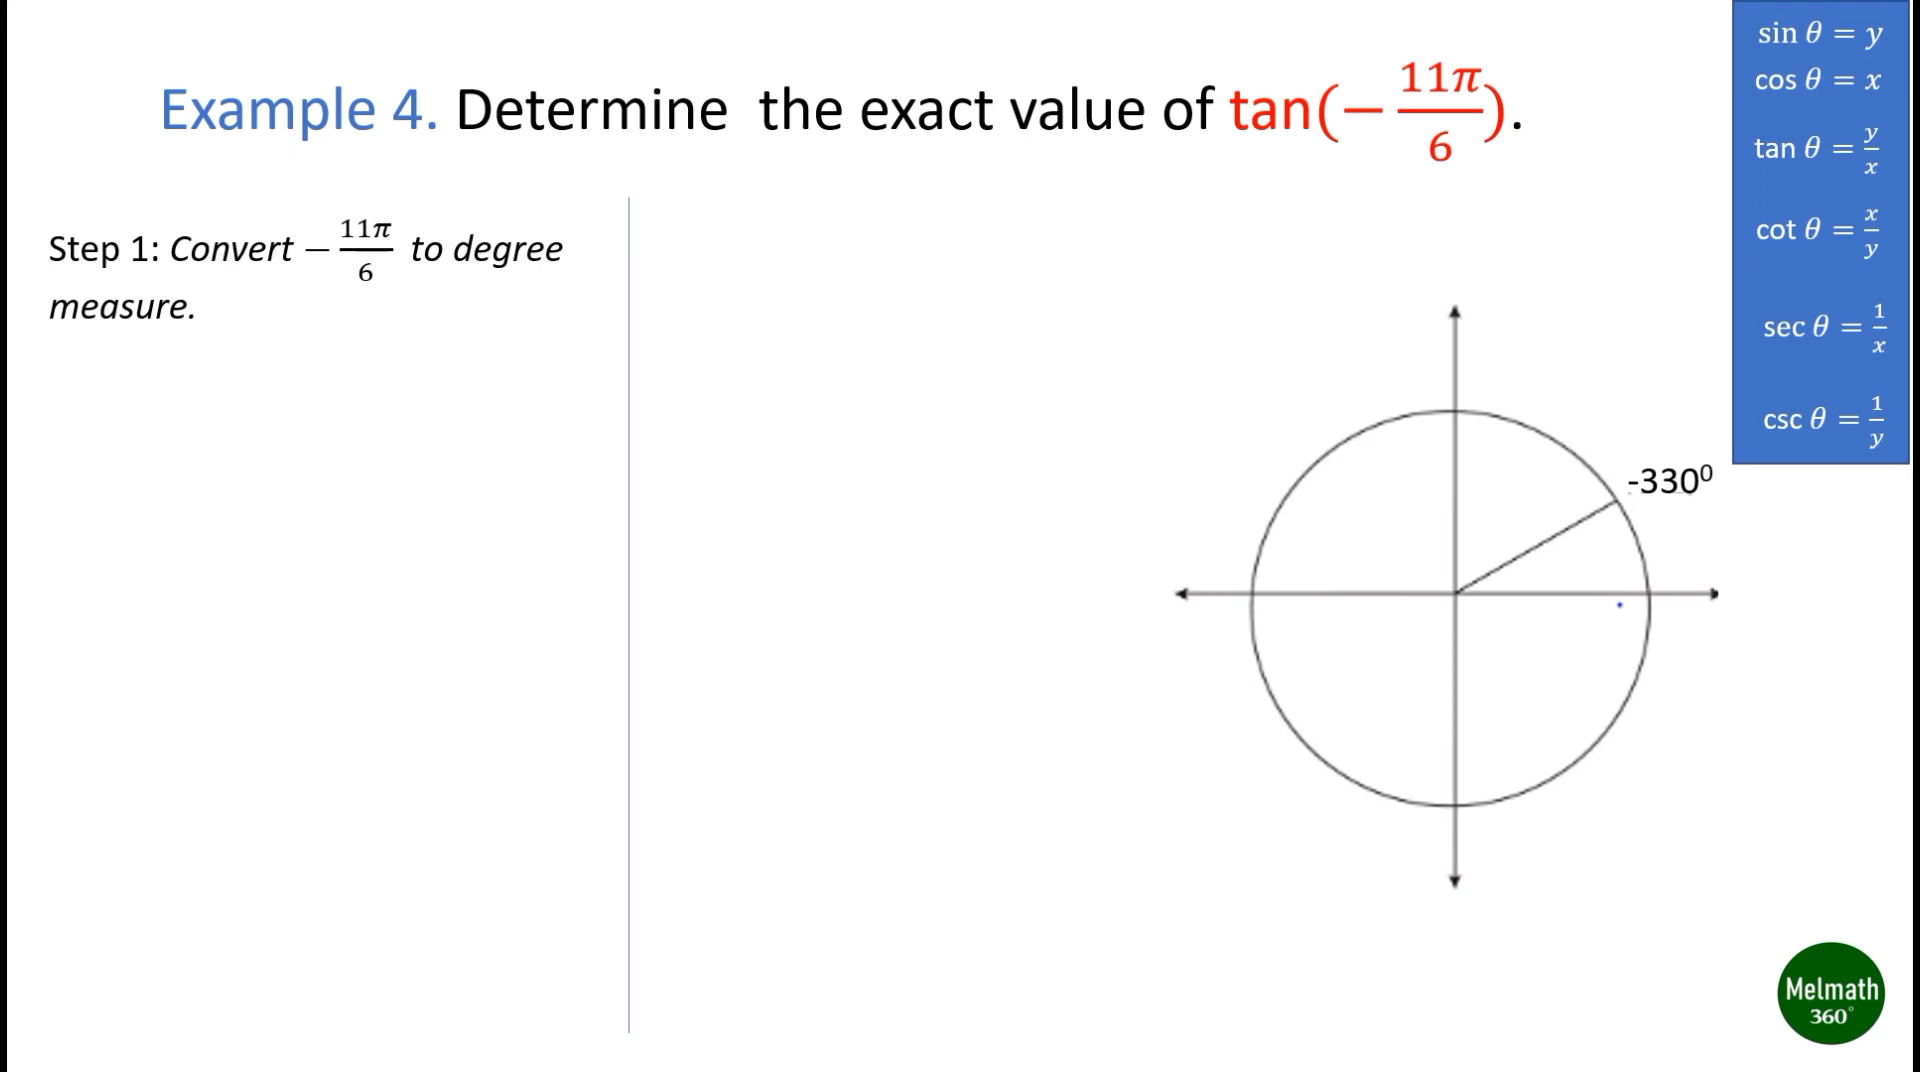 Example 4. Determine the exact value of tan(−11π/6).
Step 1: Convert −11π/6 to degree
measure.
-330⁰
sin θ = y
cos θ = x
tan θ = y/x
cot θ = x/y
sec θ = 1/x
csc θ = 1/y
Melmath
360°